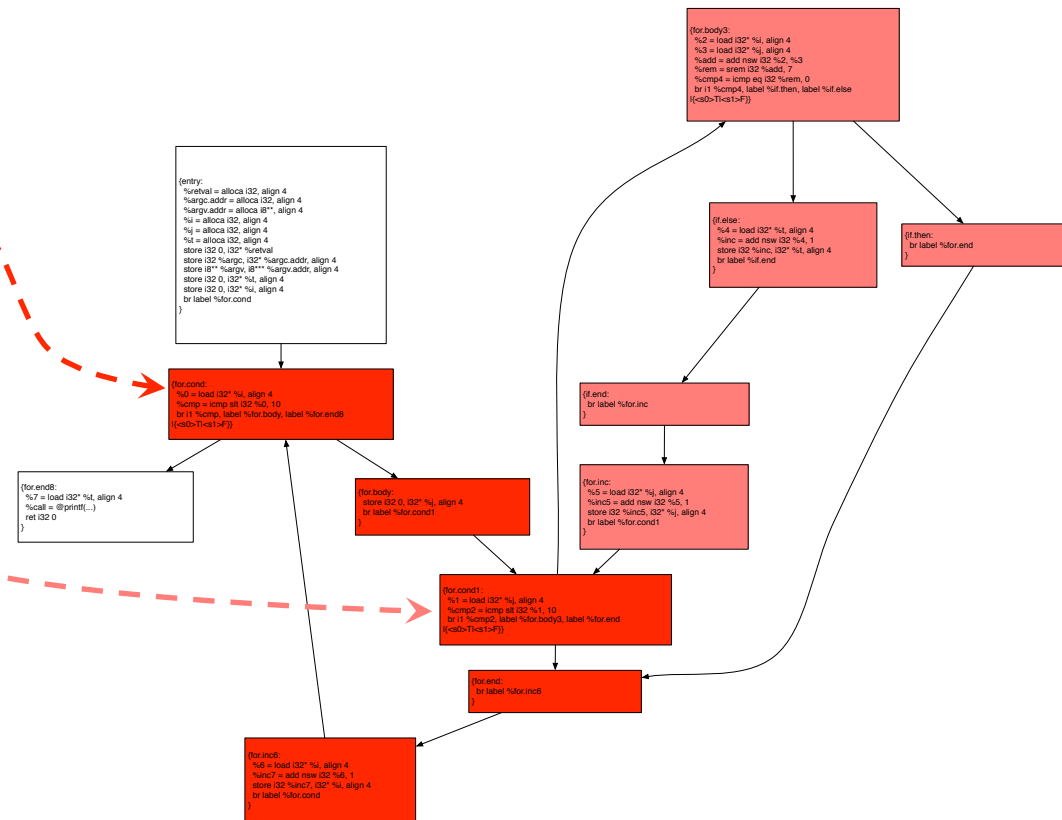 {for.body3:
%2 = load i32* %i, align 4
%3 = load i32* %j, align 4
%add = add nsw i32 %2, %3
%rem = srem i32 %add, 7
%cmp4 = icmp eq i32 %rem, 0
br i1 %cmp4, label %if.then, label %if.else
|{<s0>T|<s1>F}}
{entry:
%retval = alloca i32, align 4
%argc.addr = alloca i32, align 4
%argv.addr = alloca i8**, align 4
%i = alloca i32, align 4
%j = alloca i32, align 4
%t = alloca i32, align 4
store i32 0, i32* %retval
store i32 %argc, i32* %argc.addr, align 4
store i8** %argv, i8*** %argv.addr, align 4
store i32 0, i32* %t, align 4
store i32 0, i32* %i, align 4
br label %for.cond
}
{if.else:
%4 = load i32* %t, align 4
%inc = add nsw i32 %4, 1
store i32 %inc, i32* %t, align 4
br label %if.end
}
{if.then:
br label %for.end
}
{for.cond:
%0 = load i32* %i, align 4
%cmp = icmp slt i32 %0, 10
br i1 %cmp, label %for.body, label %for.end8
|{<s0>T|<s1>F}}
{if.end:
br label %for.inc
}
{for.end8:
%7 = load i32* %t, align 4
%call = @printf(...)
ret i32 0
}
{for.body:
store i32 0, i32* %j, align 4
br label %for.cond1
}
{for.inc:
%5 = load i32* %j, align 4
%inc5 = add nsw i32 %5, 1
store i32 %inc5, i32* %j, align 4
br label %for.cond1
}
{for.cond1:
%1 = load i32* %j, align 4
%cmp2 = icmp slt i32 %1, 10
br i1 %cmp2, label %for.body3, label %for.end
|{<s0>T|<s1>F}}
{for.end:
br label %for.inc6
}
{for.inc6:
%6 = load i32* %i, align 4
%inc7 = add nsw i32 %6, 1
store i32 %inc7, i32* %i, align 4
br label %for.cond
}